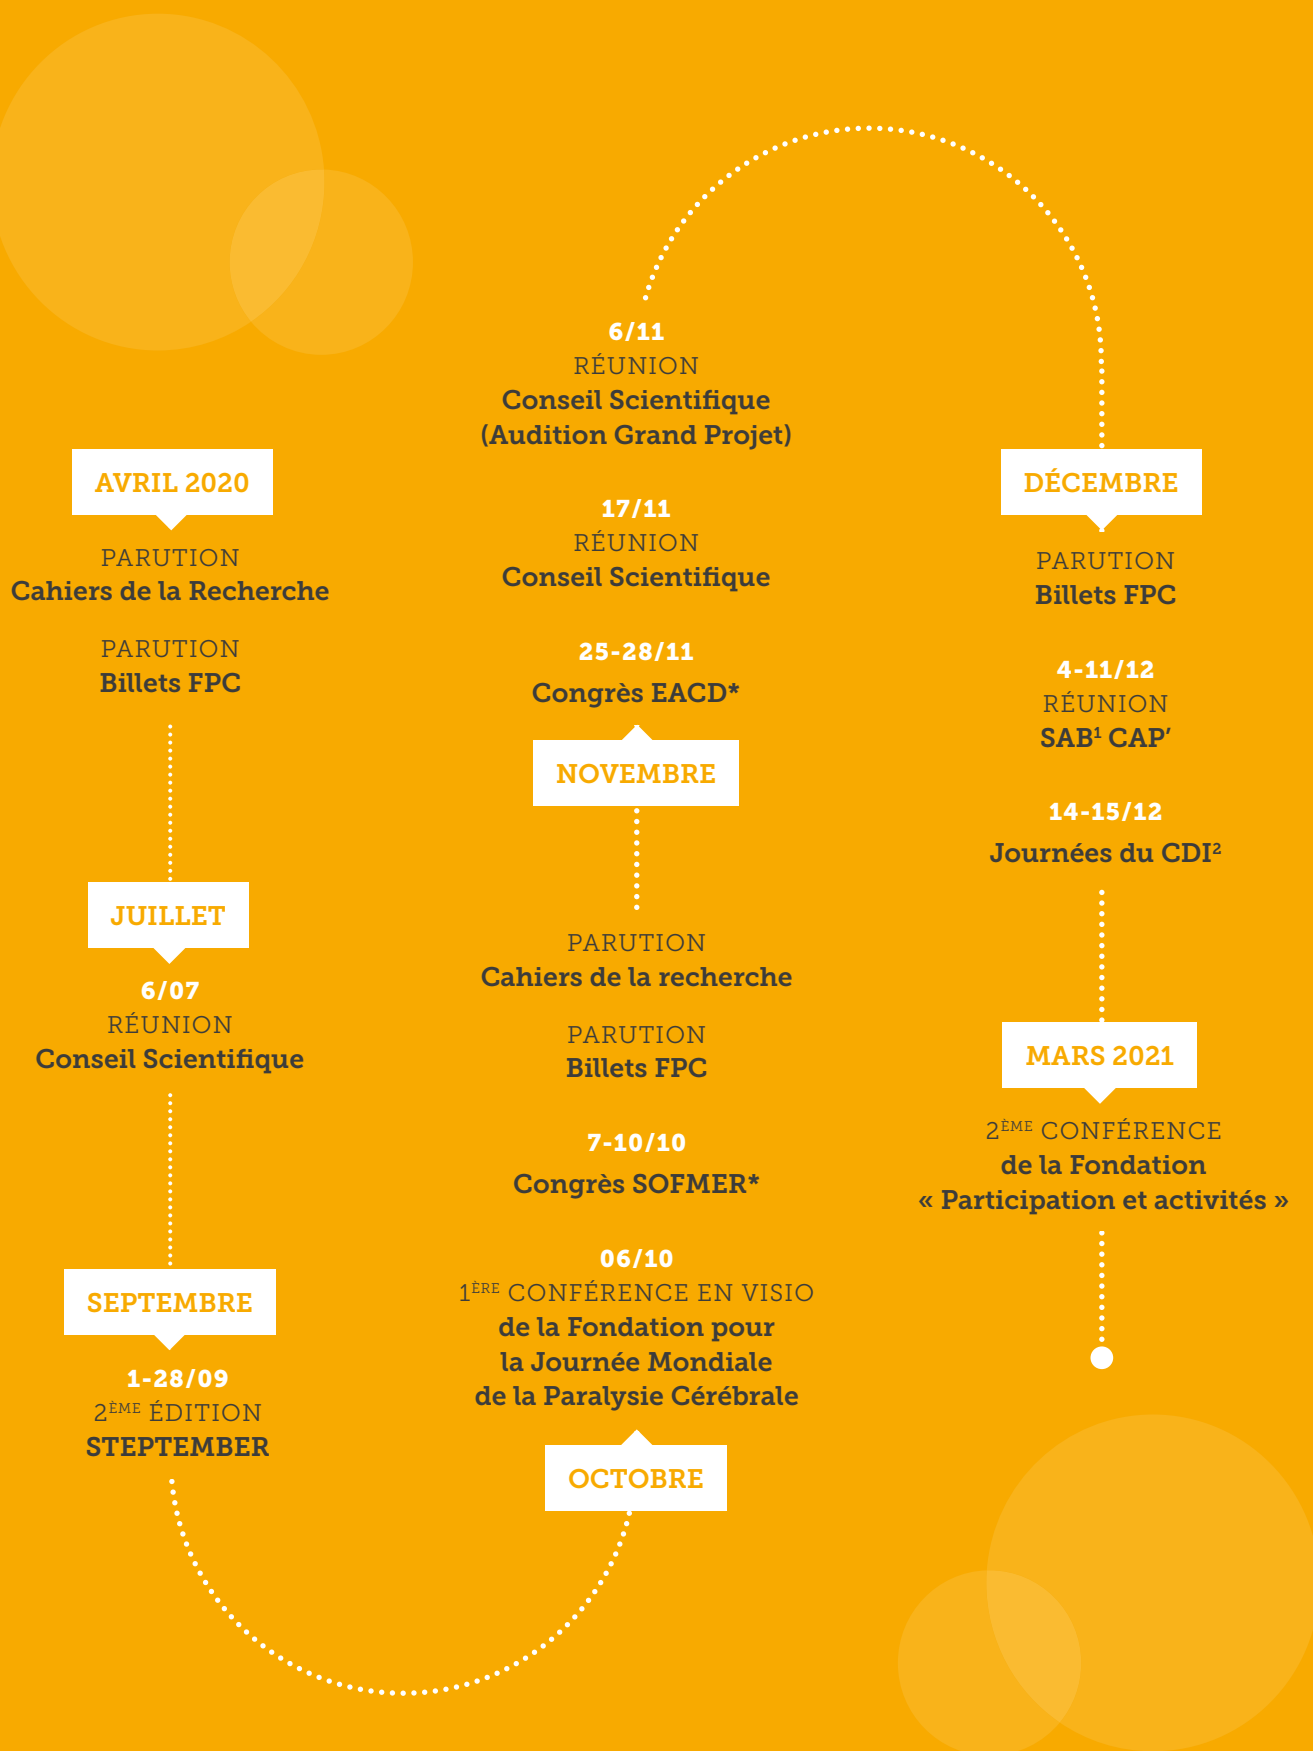 AVRIL 2020
PARUTION
Cahiers de la Recherche
PARUTION
Billets FPC
JUILLET
6/07
RÉUNION
Conseil Scientifique
SEPTEMBRE
1-28/09
2ÈME ÉDITION
STEPTEMBER
6/11
RÉUNION
Conseil Scientifique
(Audition Grand Projet)
17/11
RÉUNION
Conseil Scientifique
25-28/11
Congrès EACD*
NOVEMBRE
PARUTION
Cahiers de la recherche
PARUTION
Billets FPC
7-10/10
Congrès SOFMER*
06/10
1ÈRE CONFÉRENCE EN VISIO
de la Fondation pour
la Journée Mondiale
de la Paralysie Cérébrale
OCTOBRE
DÉCEMBRE
PARUTION
Billets FPC
4-11/12
RÉUNION
SAB¹ CAP’
14-15/12
Journées du CDI²
MARS 2021
2ÈME CONFÉRENCE
de la Fondation
« Participation et activités »